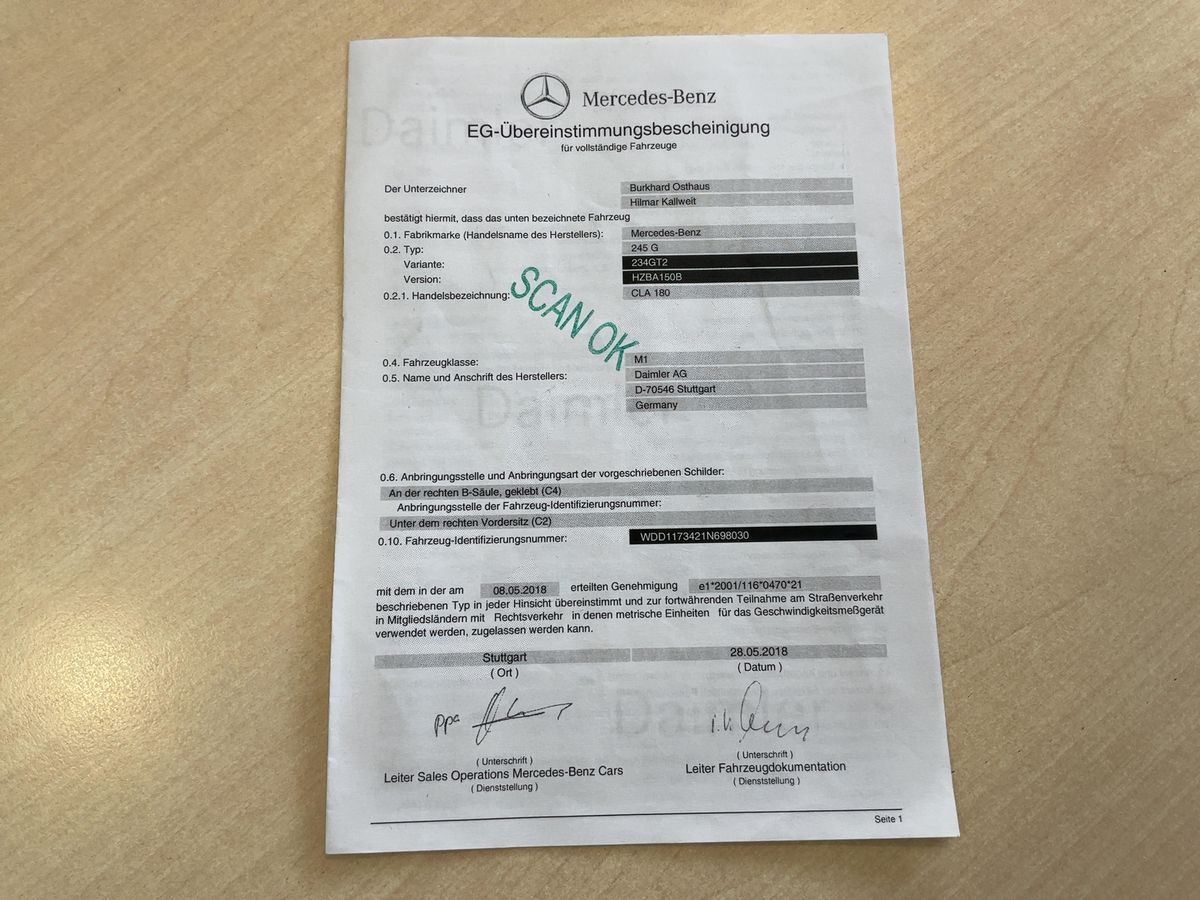 Mercedes-Benz
EG-Übereinstimmungsbescheinigung
für vollständige Fahrzeuge
Der Unterzeichner Burkhard Osthaus
Hilmar Kallweit
bestätigt hiermit, dass das unten bezeichnete Fahrzeug
0.1. Fabrikmarke (Handelsname des Herstellers): Mercedes-Benz
0.2. Typ: 245 G
Variante: 234GT2
Version: HZBA150B
0.2.1. Handelsbezeichnung: CLA 180
SCAN OK
0.4. Fahrzeugklasse: M1
0.5. Name und Anschrift des Herstellers: Daimler AG
D-70546 Stuttgart
Germany
0.6. Anbringungsstelle und Anbringungsart der vorgeschriebenen Schilder:
An der rechten B-Säule, geklebt (C4)
Anbringungsstelle der Fahrzeug-Identifizierungsnummer:
Unter dem rechten Vordersitz (C2)
0.10. Fahrzeug-Identifizierungsnummer: WDD1173421N698030
mit dem in der am 08.05.2018 erteilten Genehmigung e1*2001/116*0470*21
beschriebenen Typ in jeder Hinsicht übereinstimmt und zur fortwährenden Teilnahme am Straßenverkehr
in Mitgliedsländern mit Rechtsverkehr in denen metrische Einheiten für das Geschwindigkeitsmeßgerät
verwendet werden, zugelassen werden kann.
Stuttgart 28.05.2018
( Ort ) ( Datum )
ppa
( Unterschrift ) ( Unterschrift )
Leiter Sales Operations Mercedes-Benz Cars Leiter Fahrzeugdokumentation
( Dienststellung ) ( Dienststellung )
Seite 1